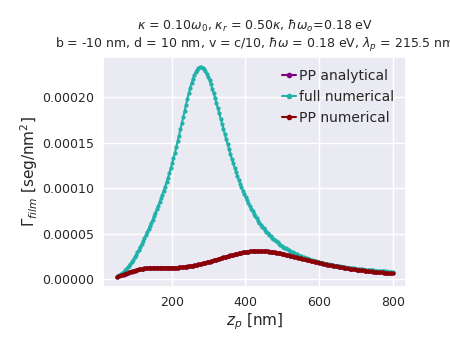 κ = 0.10ω₀, κᵣ = 0.50κ, ℏωₒ=0.18 eV
b = -10 nm, d = 10 nm, v = c/10, ℏω = 0.18 eV, λₚ = 215.5 nm
PP analytical
full numerical
PP numerical
Γ_film [seg/nm²]
0.00020
0.00015
0.00010
0.00005
0.00000
200 400 600 800
zₚ [nm]